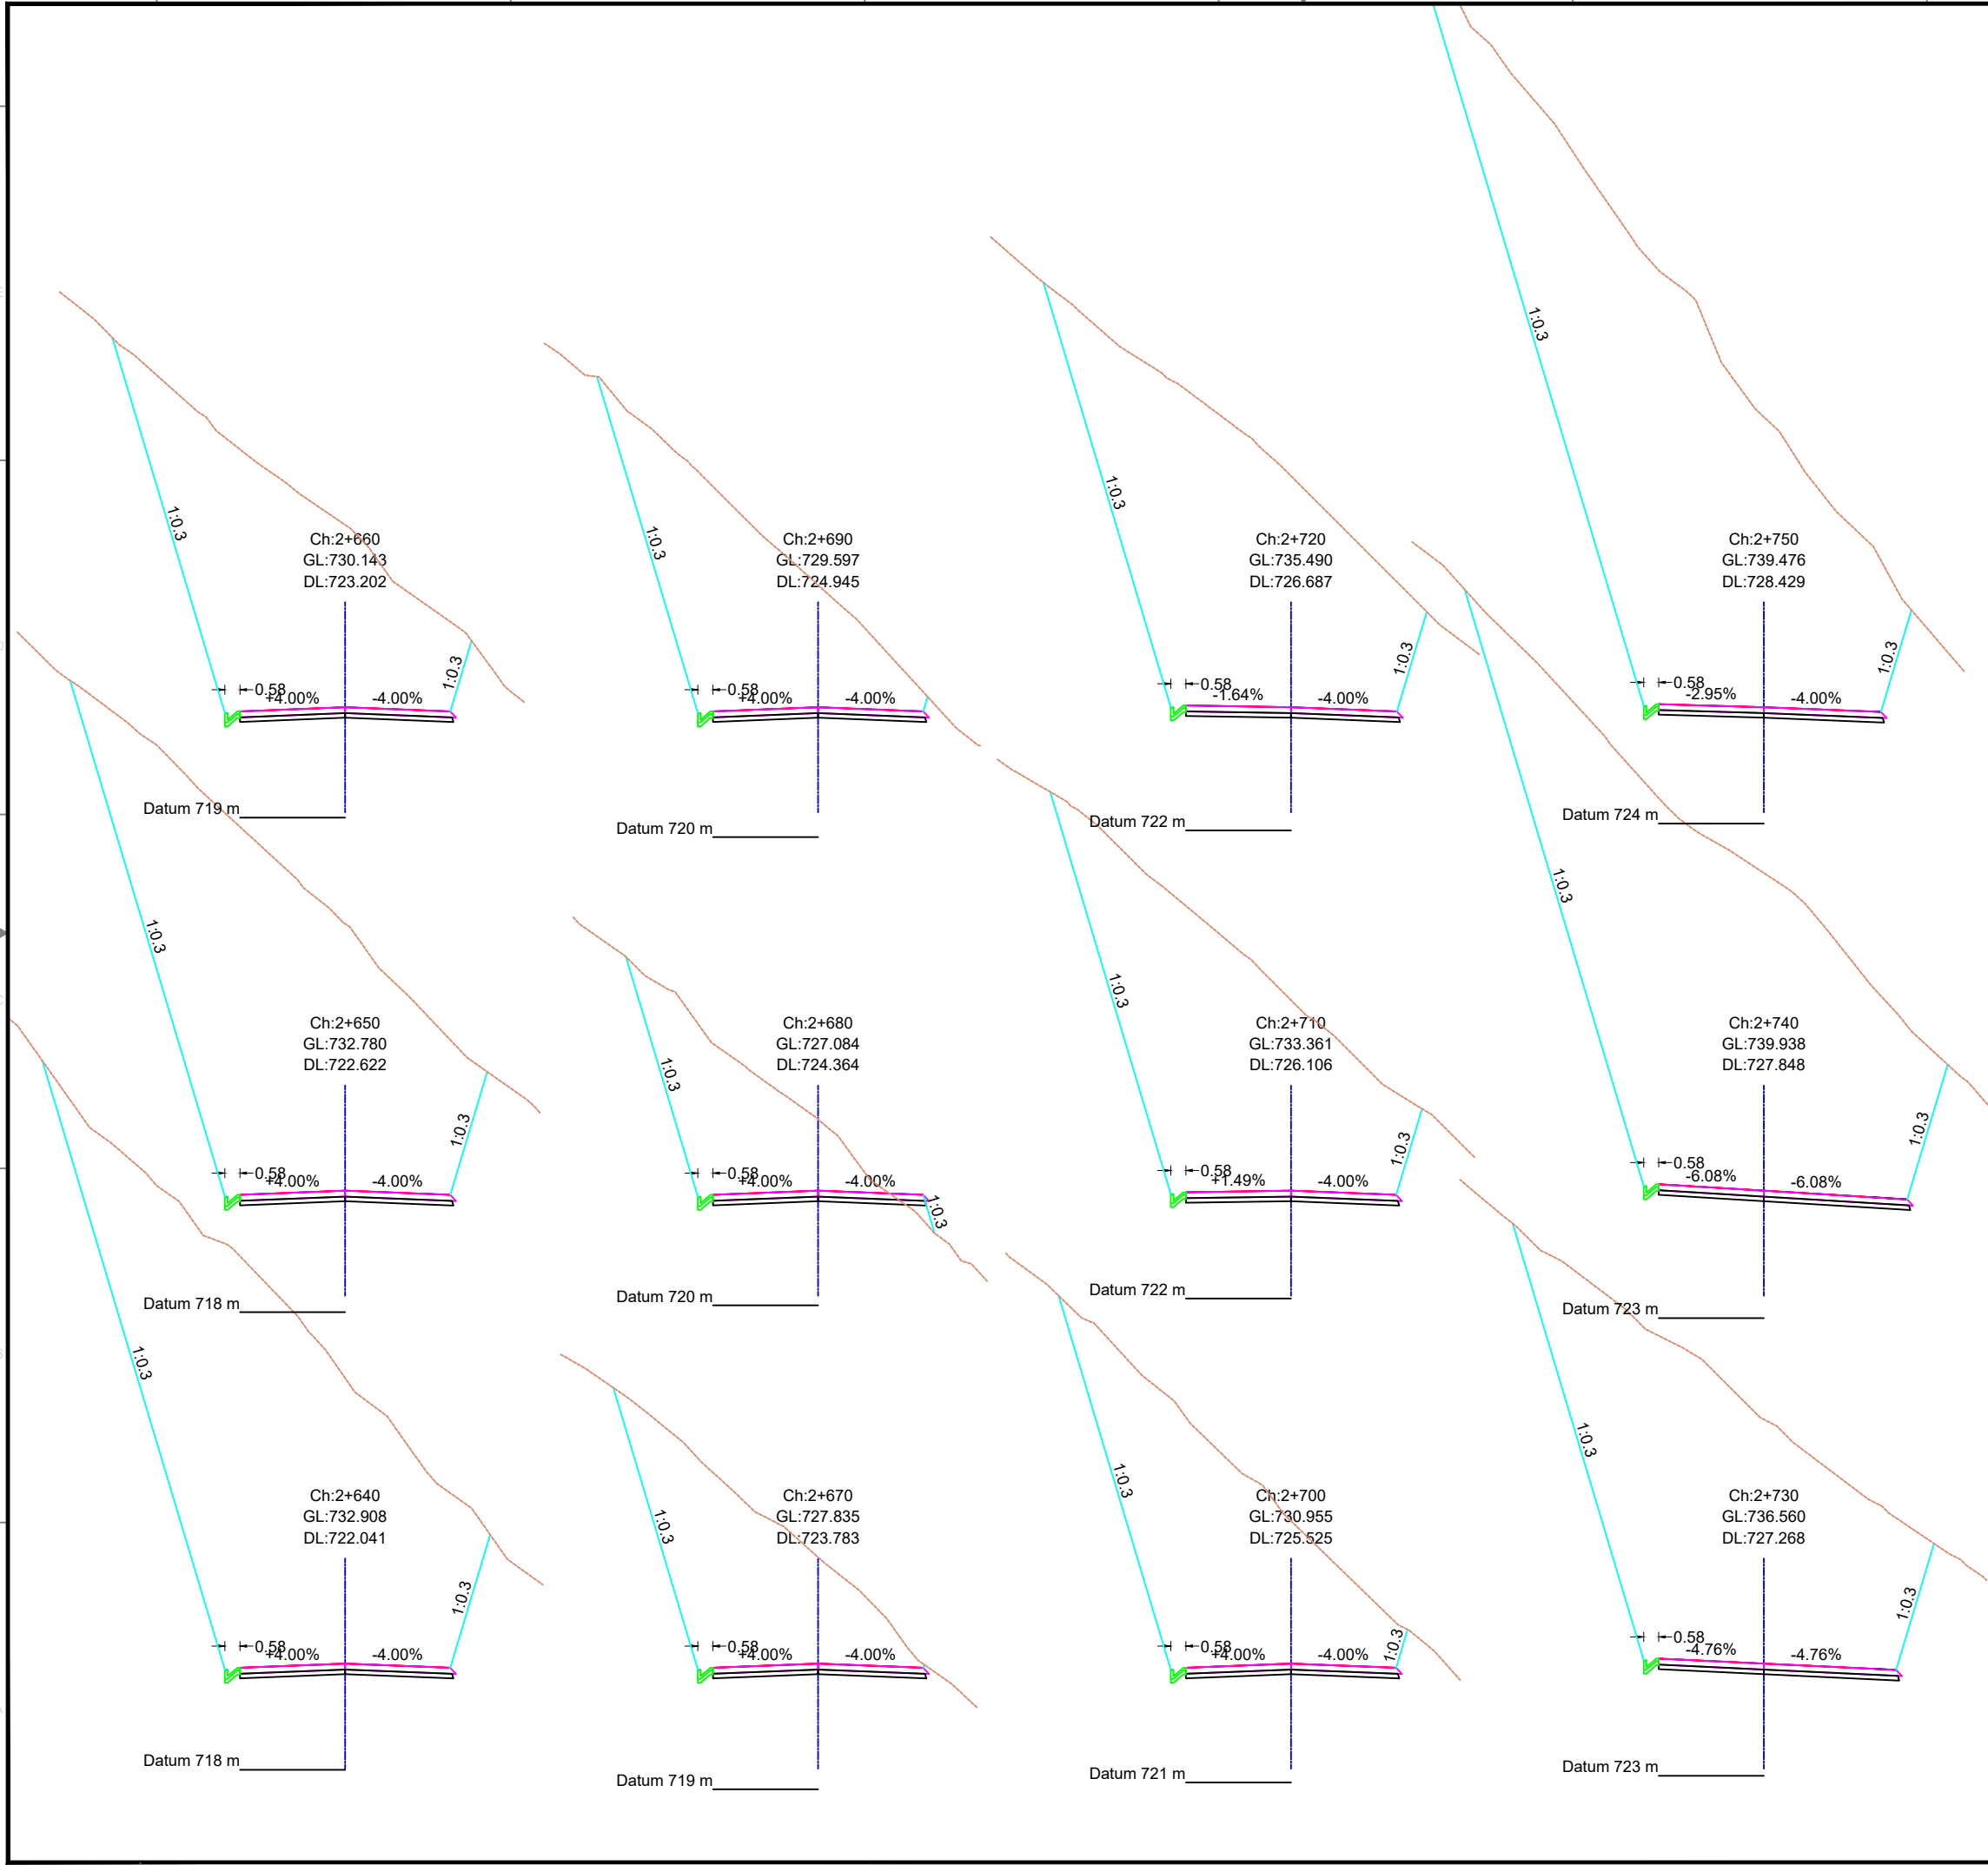 Ch:2+660
GL:730.143
DL:723.202
1:0.3
1:0.3
0.58
+4.00%
-4.00%
Datum 719 m
Ch:2+690
GL:729.597
DL:724.945
1:0.3
0.58
+4.00%
-4.00%
Datum 720 m
Ch:2+720
GL:735.490
DL:726.687
1:0.3
1:0.3
0.58
-1.64%
-4.00%
Datum 722 m
Ch:2+750
GL:739.476
DL:728.429
1:0.3
1:0.3
0.58
-2.95%
-4.00%
Datum 724 m
Ch:2+650
GL:732.780
DL:722.622
1:0.3
1:0.3
0.58
+4.00%
-4.00%
Datum 718 m
Ch:2+680
GL:727.084
DL:724.364
1:0.3
1:0.3
0.58
+4.00%
-4.00%
Datum 720 m
Ch:2+710
GL:733.361
DL:726.106
1:0.3
1:0.3
0.58
+1.49%
-4.00%
Datum 722 m
Ch:2+740
GL:739.938
DL:727.848
1:0.3
1:0.3
0.58
-6.08%
-6.08%
Datum 723 m
Ch:2+640
GL:732.908
DL:722.041
1:0.3
1:0.3
0.58
+4.00%
-4.00%
Datum 718 m
Ch:2+670
GL:727.835
DL:723.783
1:0.3
0.58
+4.00%
-4.00%
Datum 719 m
Ch:2+700
GL:730.955
DL:725.525
1:0.3
1:0.3
0.58
+4.00%
-4.00%
Datum 721 m
Ch:2+730
GL:736.560
DL:727.268
1:0.3
1:0.3
0.58
-4.76%
-4.76%
Datum 723 m